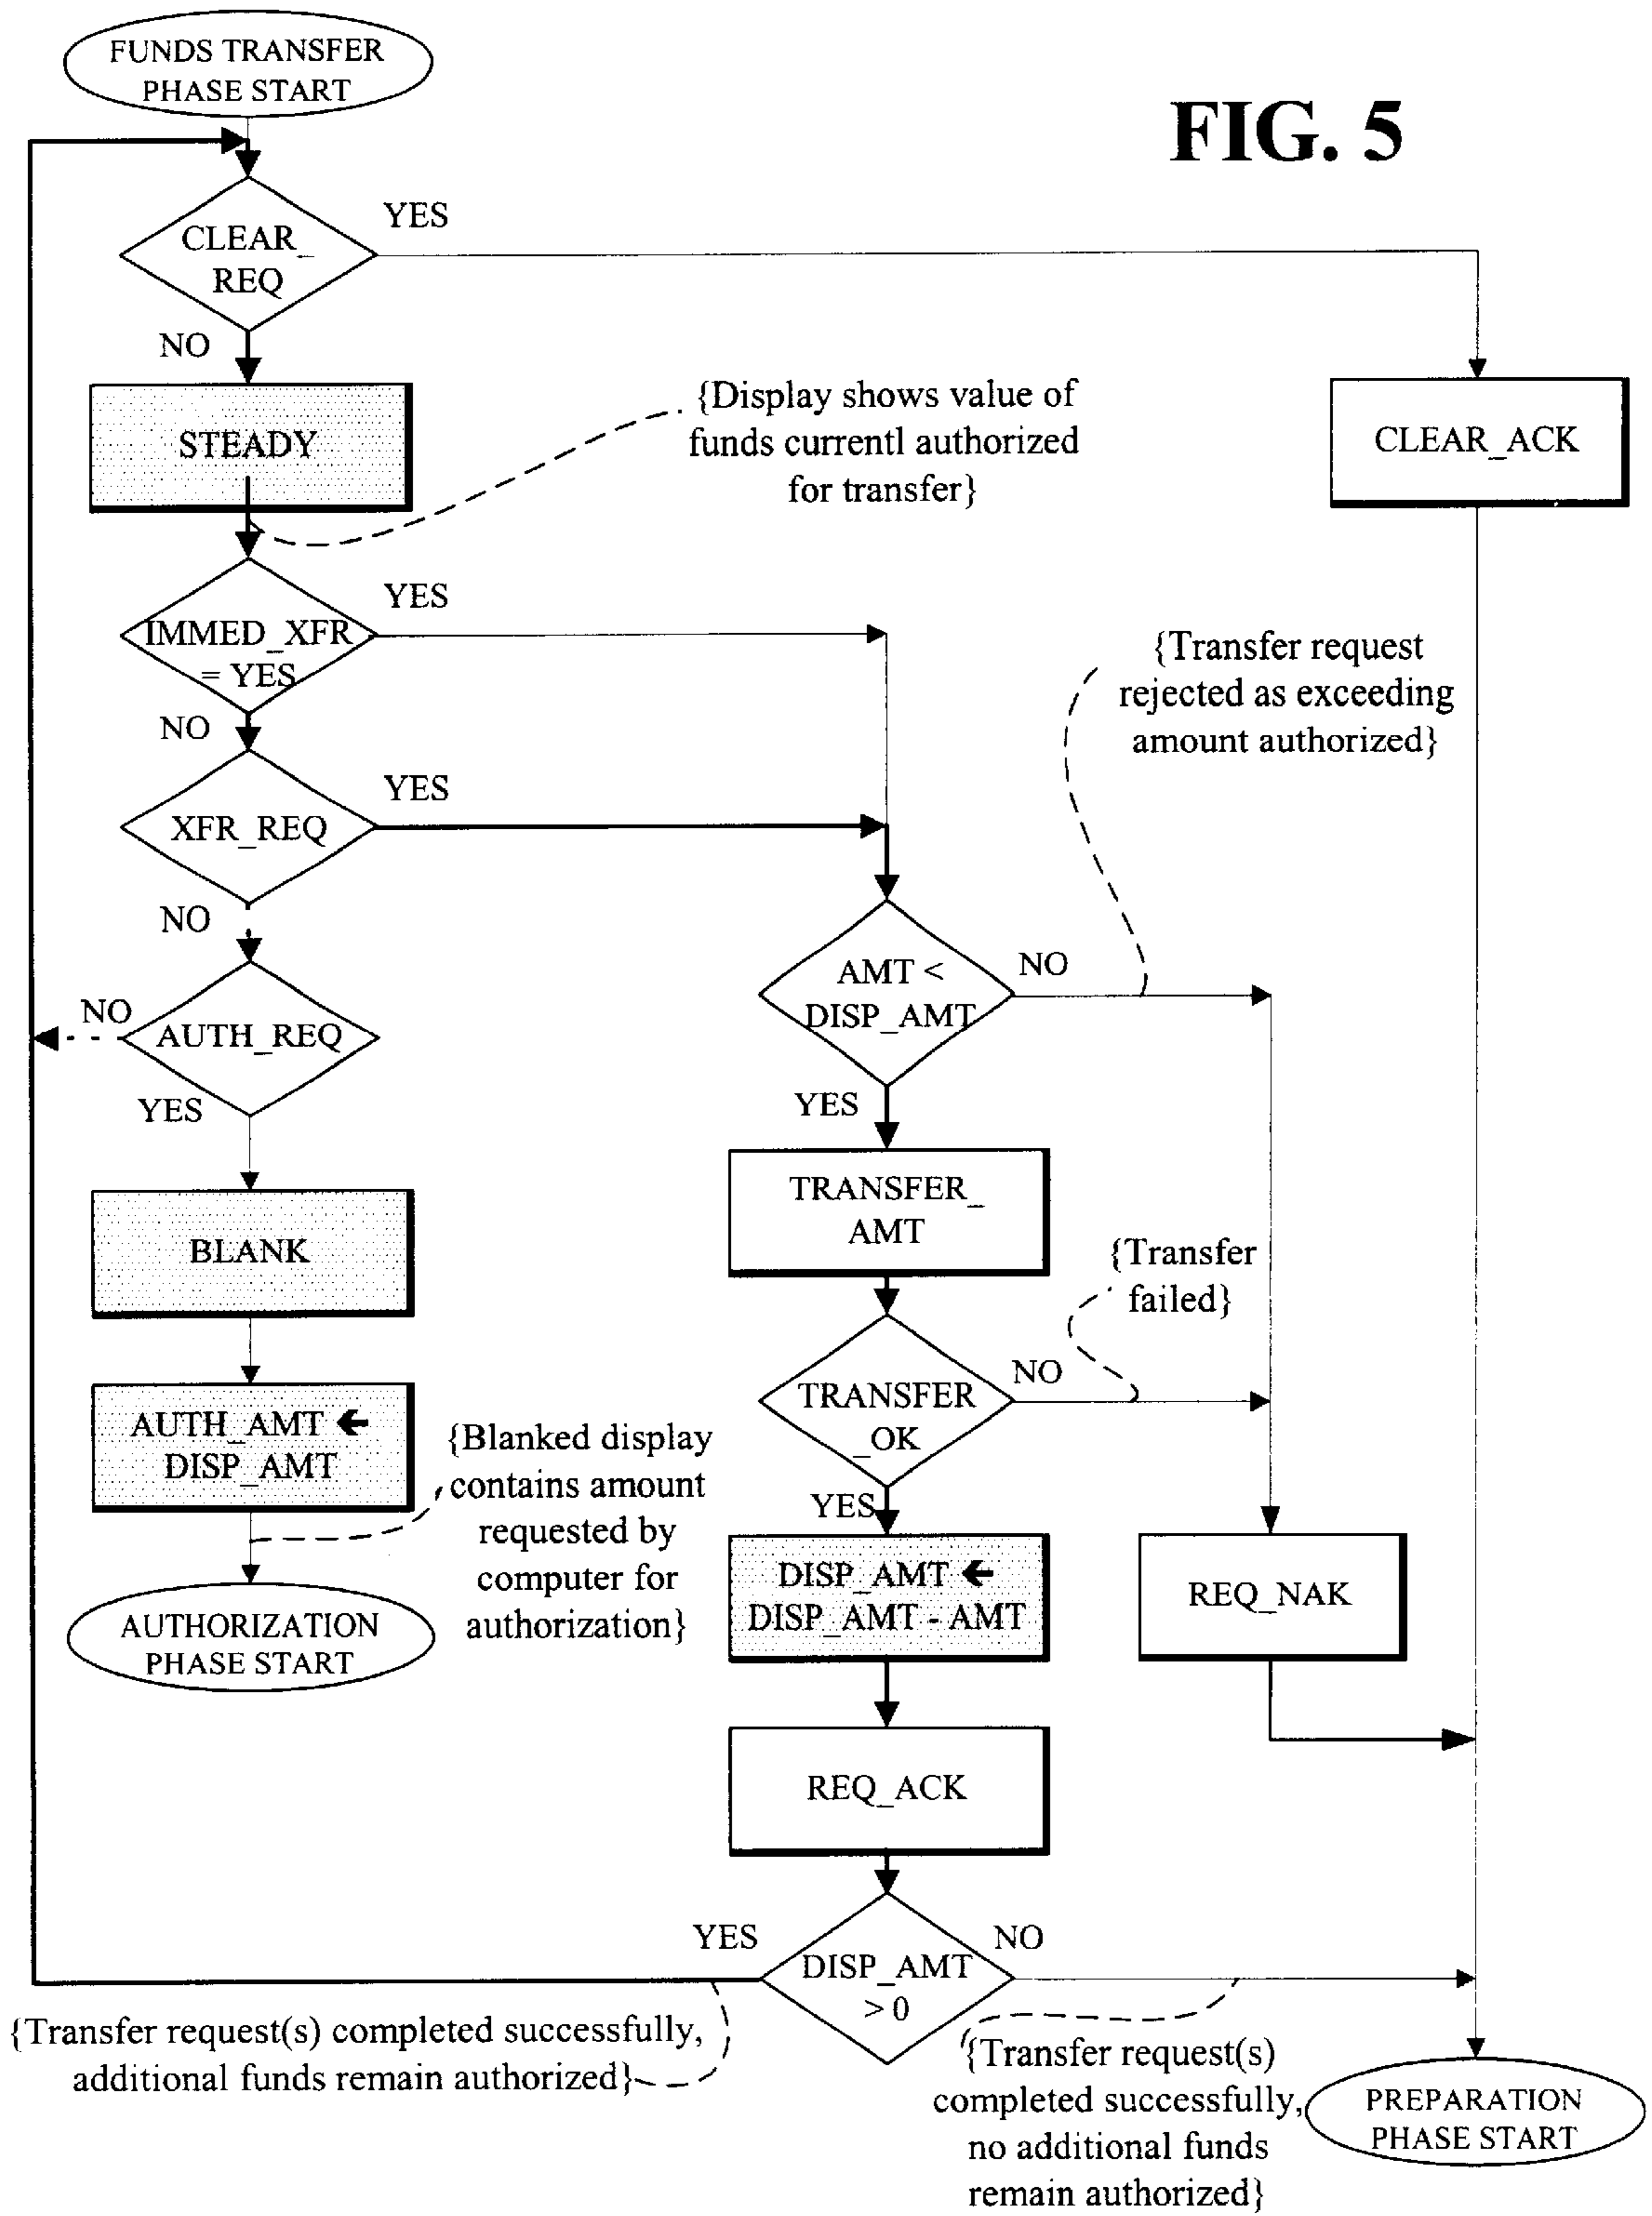 FUNDS TRANSFER
PHASE START
FIG. 5
YES
CLEAR_
REQ
NO
{Display shows value of
funds currentl authorized
for transfer}
STEADY
CLEAR_ACK
YES
IMMED_XFR
= YES
{Transfer request
rejected as exceeding
amount authorized}
NO
YES
XFR_REQ
NO
AMT <
DISP_AMT
NO
NO
AUTH_REQ
YES
YES
TRANSFER_
AMT
BLANK
{Transfer
failed}
NO
TRANSFER
_OK
AUTH_AMT ←
DISP_AMT
{Blanked display
contains amount
requested by
computer for
authorization}
YES
DISP_AMT ←
DISP_AMT - AMT
REQ_NAK
AUTHORIZATION
PHASE START
REQ_ACK
YES
NO
DISP_AMT
> 0
{Transfer request(s) completed successfully,
additional funds remain authorized}
{Transfer request(s)
completed successfully,
no additional funds
remain authorized}
PREPARATION
PHASE START